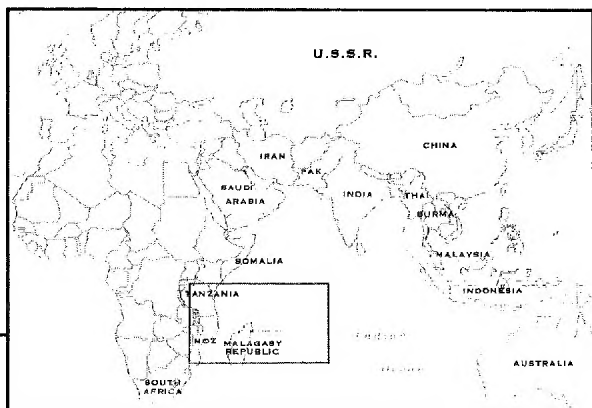 U.S.S.R.
CHINA
IRAN
PAK
SAUDI
ARABIA
INDIA
THAI
BURMA
SOMALIA
MALAYSIA
TANZANIA
INDONESIA
MOZ
MALAGASY
REPUBLIC
AUSTRALIA
SOUTH
AFRICA